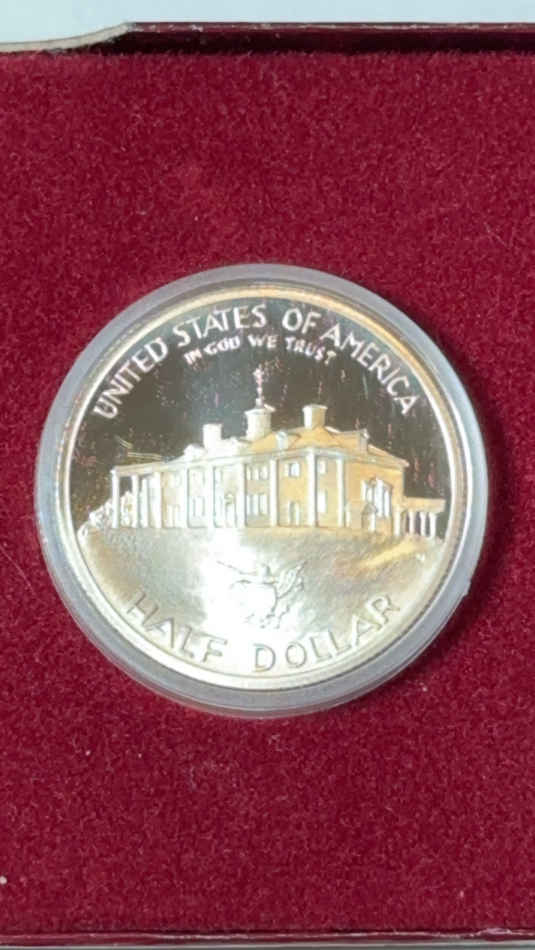 UNITED STATES OF AMERICA
IN GOD WE TRUST
HALF DOLLAR